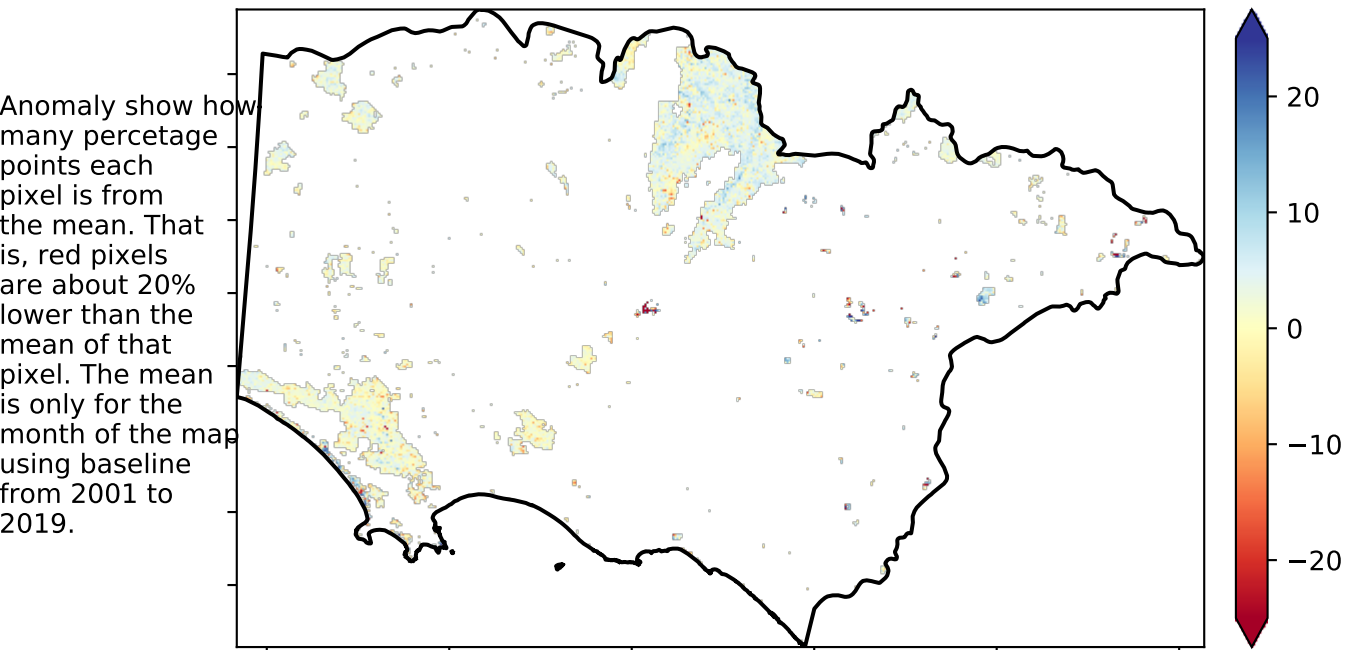 Anomaly show how
many percetage
points each
pixel is from
the mean. That
is, red pixels
are about 20%
lower than the
mean of that
pixel. The mean
is only for the
month of the map
using baseline
from 2001 to
2019.
20
10
0
−10
−20